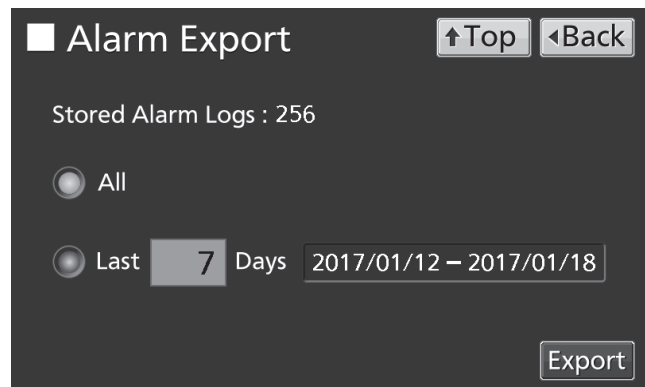 Alarm Export
↑Top ◂Back
Stored Alarm Logs : 256
All
Last 7 Days 2017/01/12 – 2017/01/18
Export